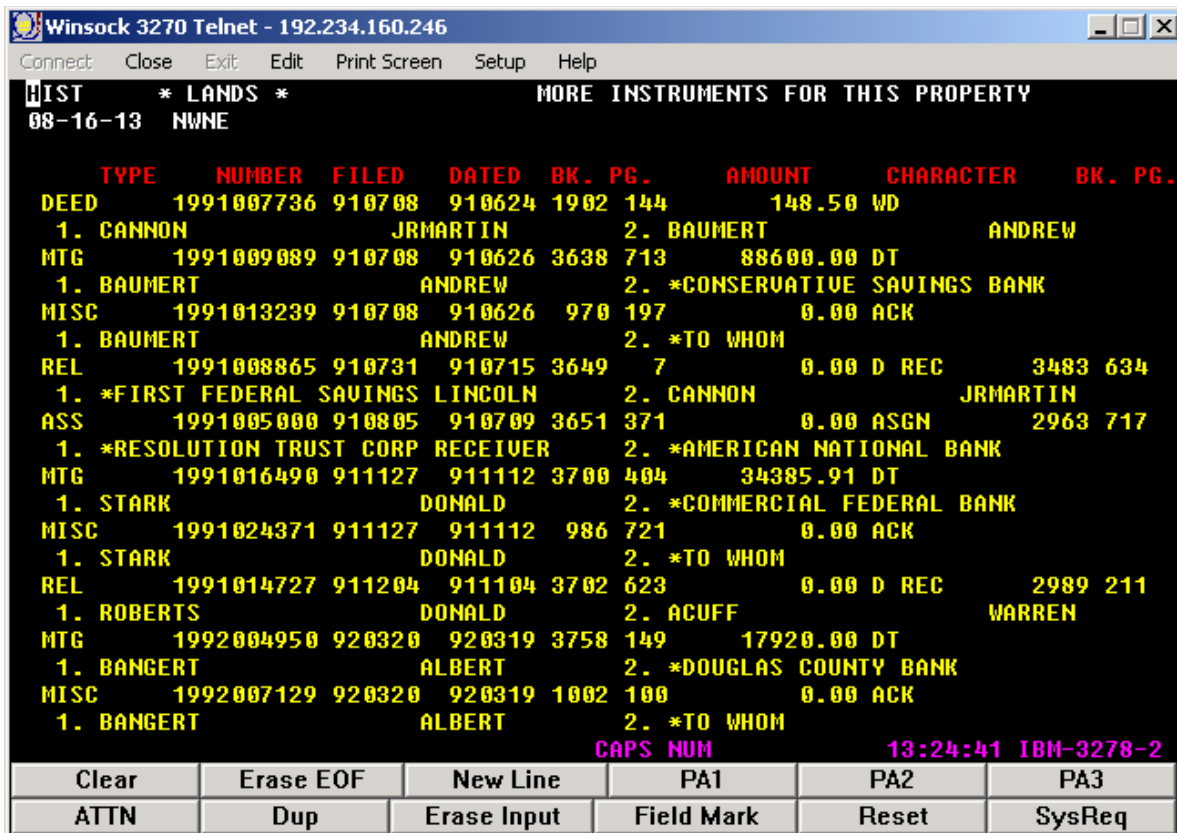 Winsock 3270 Telnet - 192.234.160.246
Connect Close Exit Edit Print Screen Setup Help
HIST * LANDS * MORE INSTRUMENTS FOR THIS PROPERTY
08-16-13 NWNE
TYPE NUMBER FILED DATED BK. PG. AMOUNT CHARACTER BK. PG.
DEED 1991007736 910708 910624 1902 144 148.50 WD
1. CANNON JRMARTIN 2. BAUMERT ANDREW
MTG 1991009089 910708 910626 3638 713 88600.00 DT
1. BAUMERT ANDREW 2. *CONSERVATIVE SAVINGS BANK
MISC 1991013239 910708 910626 970 197 0.00 ACK
1. BAUMERT ANDREW 2. *TO WHOM
REL 1991008865 910731 910715 3649 7 0.00 D REC 3483 634
1. *FIRST FEDERAL SAVINGS LINCOLN 2. CANNON JRMARTIN
ASS 1991005000 910805 910709 3651 371 0.00 ASGN 2963 717
1. *RESOLUTION TRUST CORP RECEIVER 2. *AMERICAN NATIONAL BANK
MTG 1991016490 911127 911112 3700 404 34385.91 DT
1. STARK DONALD 2. *COMMERCIAL FEDERAL BANK
MISC 1991024371 911127 911112 986 721 0.00 ACK
1. STARK DONALD 2. *TO WHOM
REL 1991014727 911204 911104 3702 623 0.00 D REC 2989 211
1. ROBERTS DONALD 2. ACUFF WARREN
MTG 1992004950 920320 920319 3758 149 17920.00 DT
1. BANGERT ALBERT 2. *DOUGLAS COUNTY BANK
MISC 1992007129 920320 920319 1002 100 0.00 ACK
1. BANGERT ALBERT 2. *TO WHOM
CAPS NUM 13:24:41 IBM-3278-2
Clear Erase EOF New Line PA1 PA2 PA3
ATTN Dup Erase Input Field Mark Reset SysReq